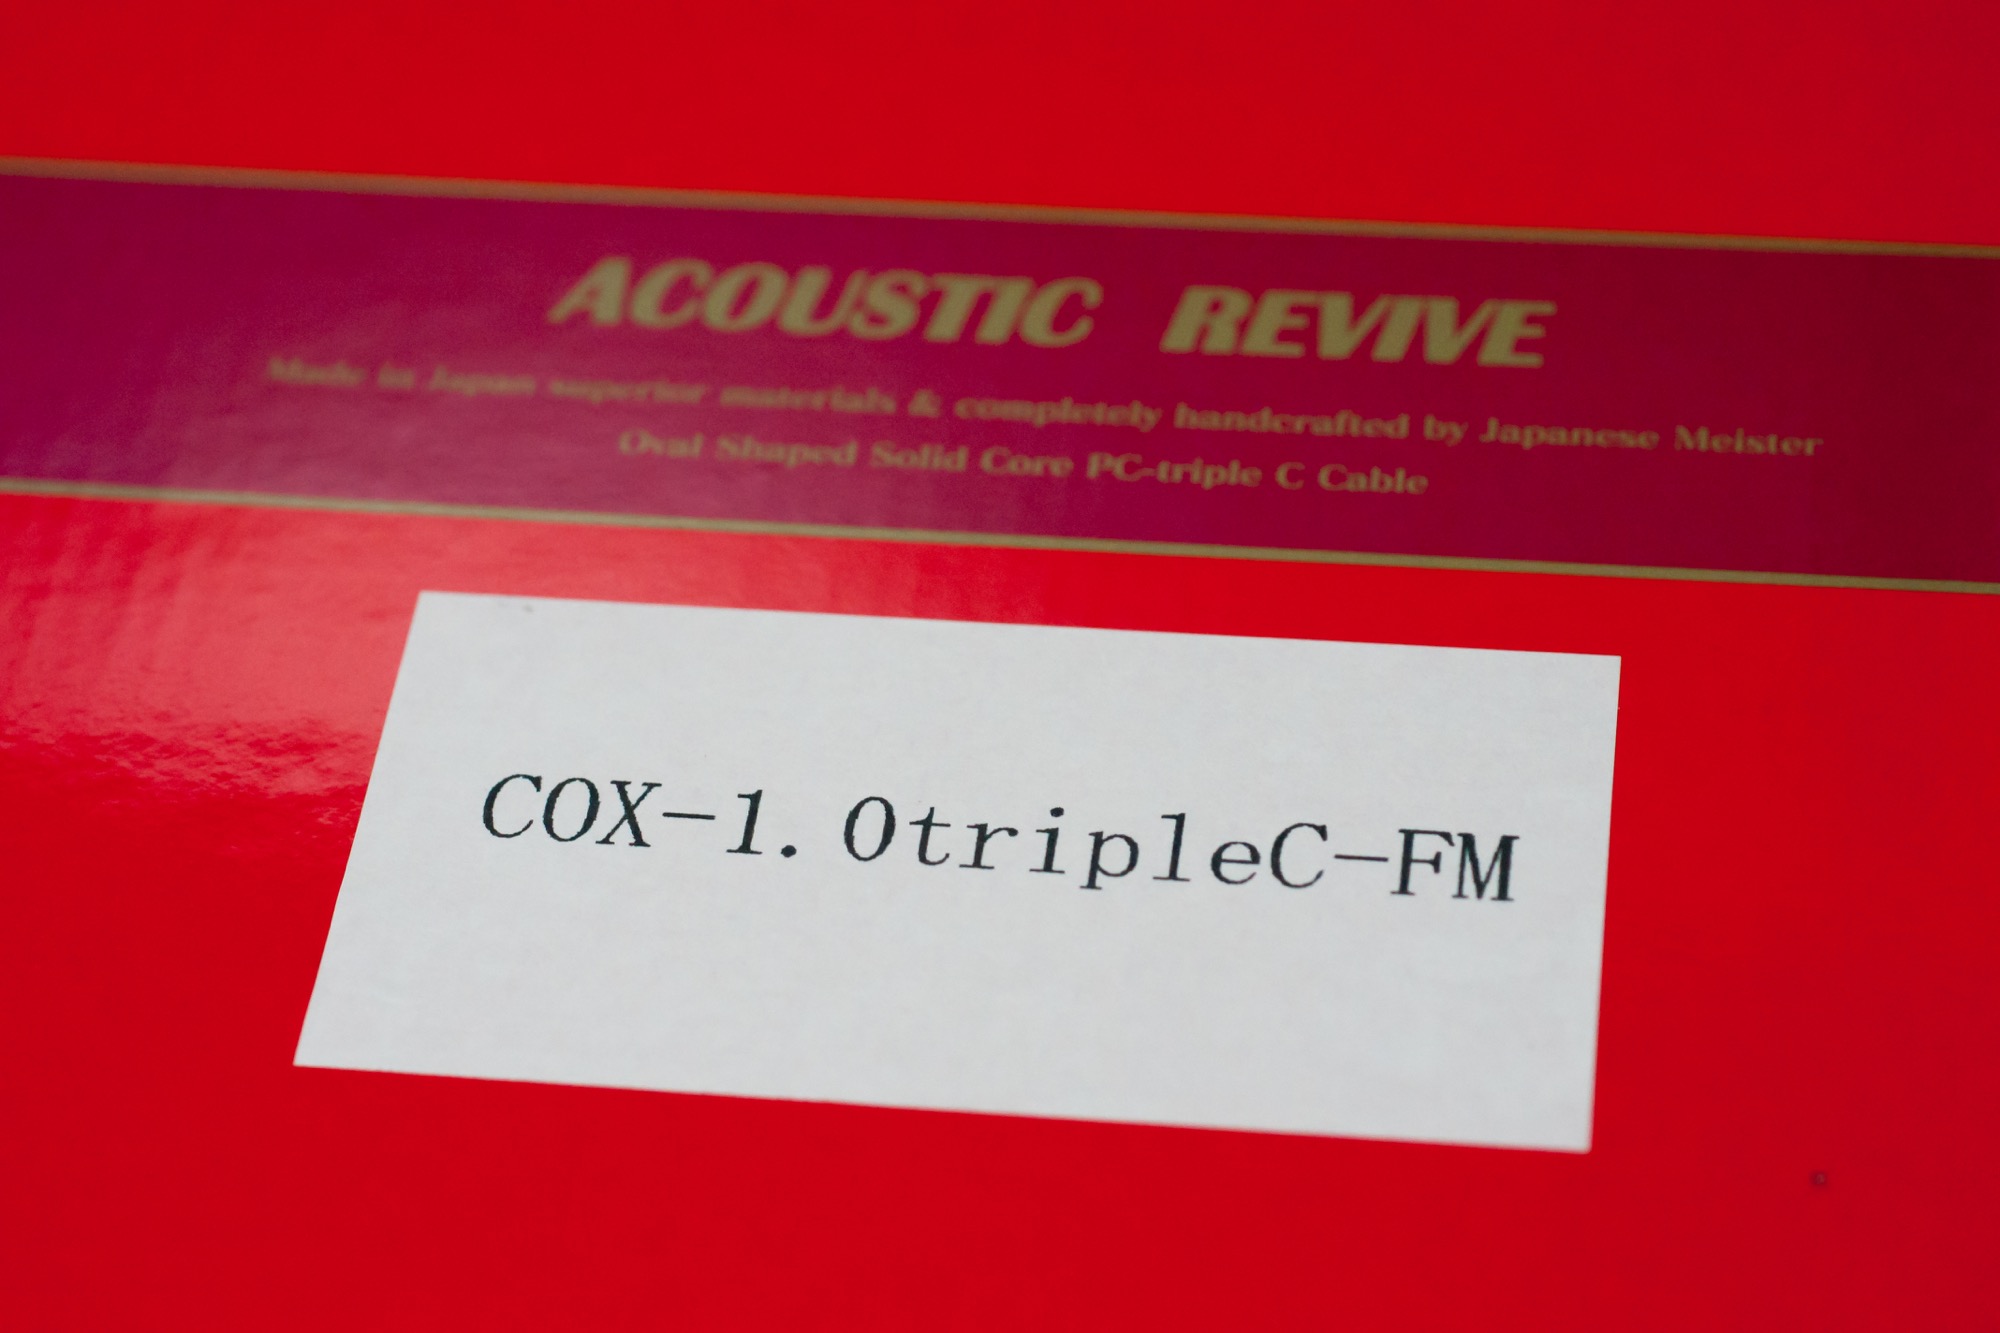 ACOUSTIC REVIVE
Made in Japan superior materials & completely handcrafted by Japanese Meister
Oval Shaped Solid Core PC-triple C Cable
COX-1.0tripleC-FM